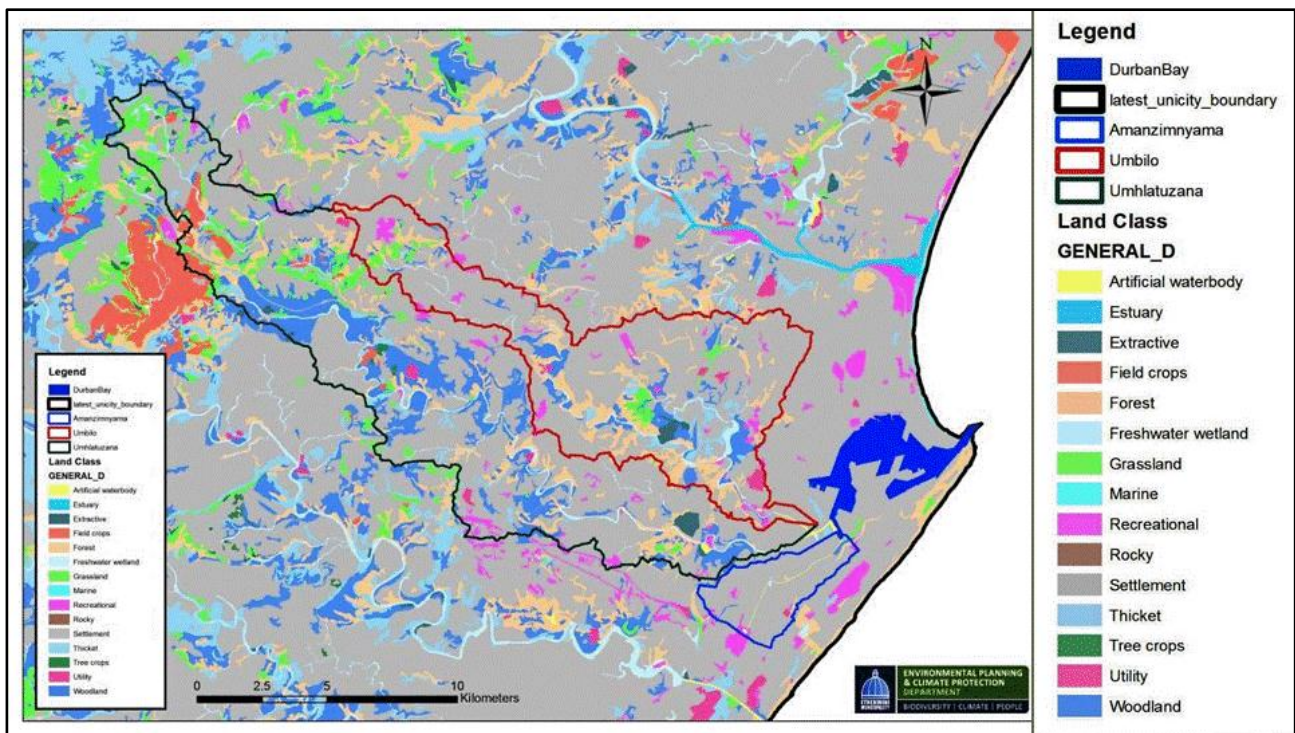 N
Legend
DurbanBay
latest_unicity_boundary
Amanzimnyama
Umbilo
Umhlatuzana
Land Class
GENERAL_D
Artificial waterbody
Estuary
Extractive
Field crops
Forest
Freshwater wetland
Grassland
Marine
Recreational
Rocky
Settlement
Thicket
Tree crops
Utility
Woodland
0 2.5 5 10
Kilometers
ENVIRONMENTAL PLANNING
& CLIMATE PROTECTION
DEPARTMENT
BIODIVERSITY | CLIMATE | PEOPLE
ETHEKWINI
MUNICIPALITY
Legend
DurbanBay
latest_unicity_boundary
Amanzimnyama
Umbilo
Umhlatuzana
Land Class
GENERAL_D
Artificial waterbody
Estuary
Extractive
Field crops
Forest
Freshwater wetland
Grassland
Marine
Recreational
Rocky
Settlement
Thicket
Tree crops
Utility
Woodland